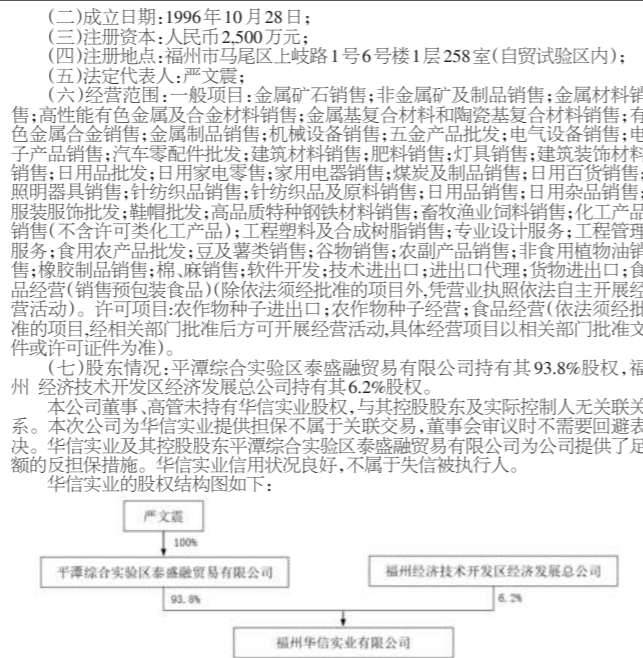 (二)成立日期:1996年10月28日;
(三)注册资本:人民币2,500万元;
(四)注册地点:福州市马尾区上岐路1号6号楼1层258室(自贸试验区内);
(五)法定代表人:严文震;
(六)经营范围:一般项目:金属矿石销售;非金属矿及制品销售;金属材料销
售;高性能有色金属及合金材料销售;金属基复合材料和陶瓷基复合材料销售;有
色金属合金销售;金属制品销售;机械设备销售;五金产品批发;电气设备销售;电
子产品销售;汽车零配件批发;建筑材料销售;肥料销售;灯具销售;建筑装饰材料
销售;日用品批发;日用家电零售;家用电器销售;煤炭及制品销售;日用百货销售;
照明器具销售;针纺织品销售;针纺织品及原料销售;日用品销售;日用杂品销售;
服装服饰批发;鞋帽批发;高品质特种钢铁材料销售;畜牧渔业饲料销售;化工产品
销售(不含许可类化工产品);工程塑料及合成树脂销售;专业设计服务;工程管理
服务;食用农产品批发;豆及薯类销售;谷物销售;农副产品销售;非食用植物油销
售;橡胶制品销售;棉、麻销售;软件开发;技术进出口;进出口代理;货物进出口;食
品经营(销售预包装食品)(除依法须经批准的项目外,凭营业执照依法自主开展经
营活动)。许可项目:农作物种子进出口;农作物种子经营;食品经营(依法须经批
准的项目,经相关部门批准后方可开展经营活动,具体经营项目以相关部门批准文
件或许可证件为准)。
(七)股东情况:平潭综合实验区泰盛融贸易有限公司持有其93.8%股权,福
州 经济技术开发区经济发展总公司持有其6.2%股权。
本公司董事、高管未持有华信实业股权,与其控股股东及实际控制人无关联关
系。本次公司为华信实业提供担保不属于关联交易,董事会审议时不需要回避表
决。华信实业及其控股股东平潭综合实验区泰盛融贸易有限公司为公司提供了足
额的反担保措施。华信实业信用状况良好,不属于失信被执行人。
华信实业的股权结构图如下:
严文震
100%
平潭综合实验区泰盛融贸易有限公司
福州经济技术开发区经济发展总公司
93.8%
6.2%
福州华信实业有限公司